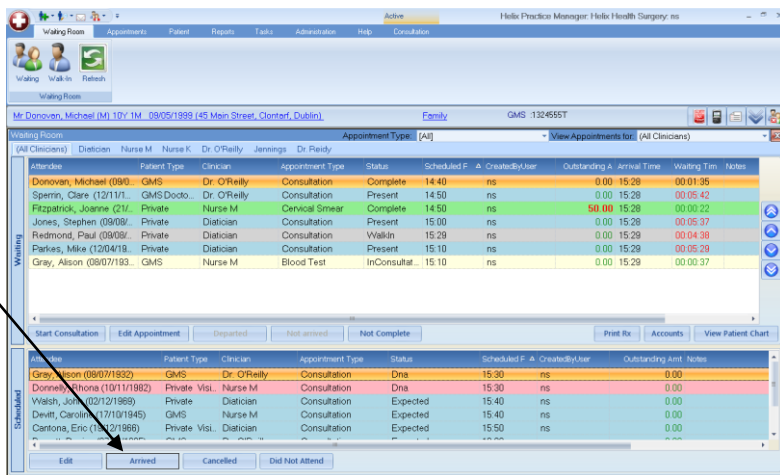 Active Helix Practice Manager: Helix Health Surgery: ns
Waiting Room Appointments Patient Reports Tasks Administration Help Consultation
Waiting Walk-In Refresh
Waiting Room
Mr Donovan, Michael (M) 10Y 1M 09/05/1999 (45 Main Street, Clontarf, Dublin) Family GMS :1324555T
Waiting Room Appointment Type: [All] View Appointments for: (All Clinicians)
(All Clinicians) Diatician Nurse M Nurse K Dr. O'Reilly Jennings Dr. Reidy
Attendee Patient Type Clinician Appointment Type Status Scheduled F CreatedByUser Outstanding A Arrival Time Waiting Tim Notes
Donovan, Michael (09/0... GMS Dr. O'Reilly Consultation Complete 14:40 ns 0.00 15:28 00:01:35
Sperrin, Clare (12/11/1... GMS Docto... Dr. O'Reilly Consultation Present 14:50 ns 0.00 15:28 00:05:42
Fitzpatrick, Joanne (21/... Private Nurse M Cervical Smear Complete 14:50 ns 50.00 15:28 00:00:22
Jones, Stephen (09/08/... Private Diatician Consultation Present 15:00 ns 0.00 15:28 00:05:37
Redmond, Paul (09/08/... Private Diatician Consultation WalkIn 15:29 ns 0.00 15:29 00:04:38
Parkes, Mike (12/04/19... Private Diatician Consultation Present 15:10 ns 0.00 15:29 00:05:29
Gray, Alison (08/07/193... GMS Nurse M Blood Test InConsultat... 15:10 ns 0.00 15:29 00:00:37
Waiting
Start Consultation Edit Appointment Departed Not arrived Not Complete Print Rx Accounts View Patient Chart
Attendee Patient Type Clinician Appointment Type Status Scheduled F CreatedByUser Outstanding Amt Notes
Gray, Alison (08/07/1932) GMS Dr. O'Reilly Consultation Dna 15:30 ns 0.00
Donnelly, Rhona (10/11/1982) Private Visi... Nurse M Consultation Dna 15:30 ns 0.00
Walsh, John (02/12/1969) Private Diatician Consultation Expected 15:40 ns 0.00
Devitt, Caroline (17/10/1945) GMS Nurse M Consultation Expected 15:40 ns 0.00
Cantona, Eric (19/12/1966) Private Visi... Diatician Consultation Expected 15:50 ns 0.00
Scheduled
Edit Arrived Cancelled Did Not Attend